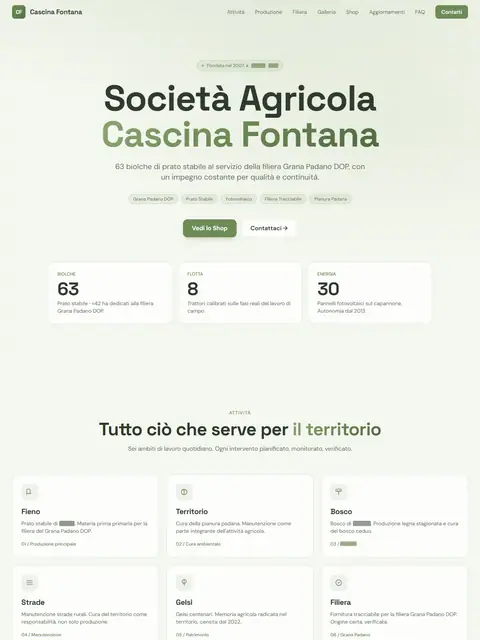 CF Cascina Fontana
Attività Produzione Filiera Galleria Shop Aggiornamenti FAQ Contatti
Fiondata nel 2007 a
Società Agricola
Cascina Fontana
63 biolche di prato stabile al servizio della filiera Grana Padano DOP, con
un impegno costante per qualità e continuità.
Grana Padano DOP Prato Stabile Fotovoltaico Filiera Tracciabile Pianura Padana
Vedi lo Shop Contattaci →
BIOLCHE
63
Prato stabile · ≈42 ha dedicati alla filiera
Grana Padano DOP.
FLOTTA
8
Trattori calibrati sulle fasi reali del lavoro di
campo.
ENERGIA
30
Pannelli fotovoltaici sul capannone.
Autonomia dal 2013
ATTIVITÀ
Tutto ciò che serve per il territorio
Sei ambiti di lavoro quotidiano. Ogni intervento pianificato, monitorato, verificato.
Fieno
Prato stabile di
. Materia prima primaria per la
filiera del Grana Padano DOP.
01 / Produzione principale
Territorio
Cura della pianura padana. Manutenzione come
parte integrante dell'attività agricola.
02 / Cura ambientale
Bosco
Bosco di
. Produzione legna stagionata e cura
del bosco ceduo.
03 /
Strade
Manutenzione strade rurali. Cura del territorio come
responsabilità, non solo produzione.
04 / Manutenzione
Gelsi
Gelsi centenari. Memoria agricola radicata nel
territorio, censita dal 2022.
05 / Patrimonio
Filiera
Fornitura tracciabile per la filiera Grana Padano DOP.
Origine certa, verificata.
06 / Grana Padano